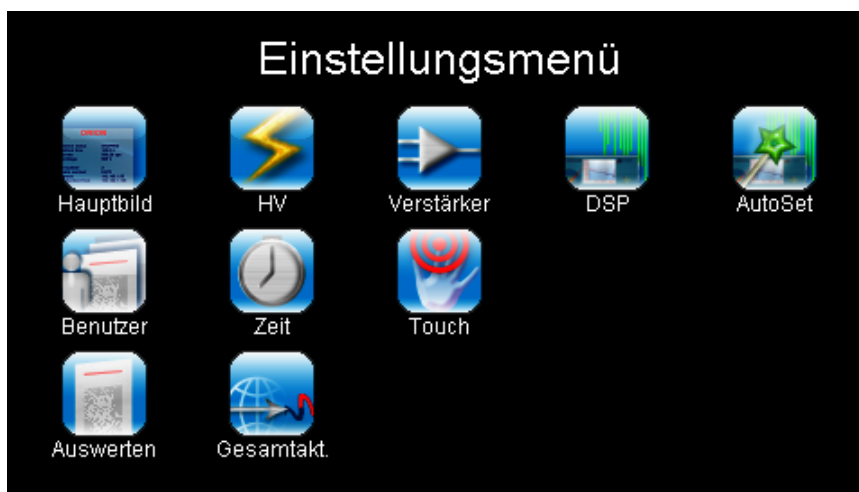 Einstellungsmenü
Hauptbild HV Verstärker DSP AutoSet
Benutzer Zeit Touch
Auswerten Gesamtakt.